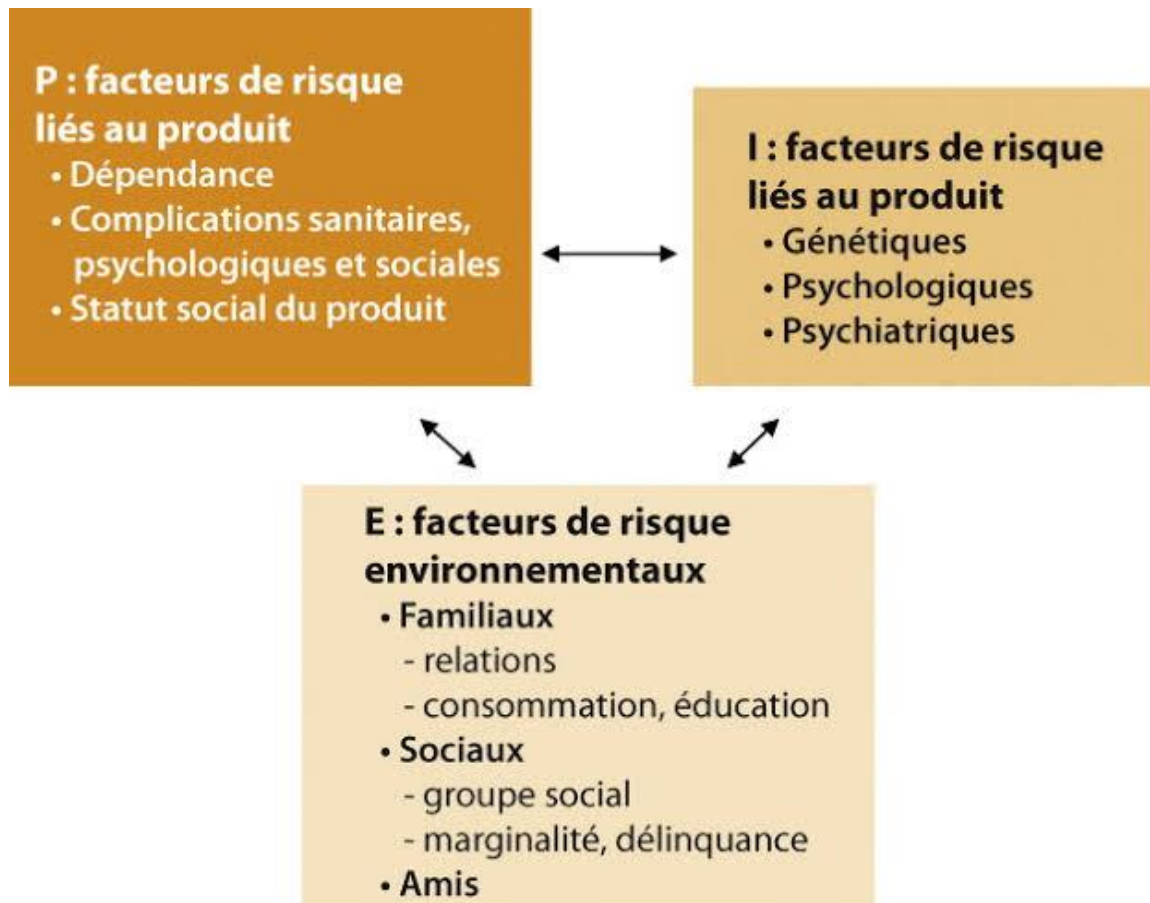 P : facteurs de risque
liés au produit
• Dépendance
• Complications sanitaires,
psychologiques et sociales
• Statut social du produit
I : facteurs de risque
liés au produit
• Génétiques
• Psychologiques
• Psychiatriques
E : facteurs de risque
environnementaux
• Familiaux
- relations
- consommation, éducation
• Sociaux
- groupe social
- marginalité, délinquance
• Amis